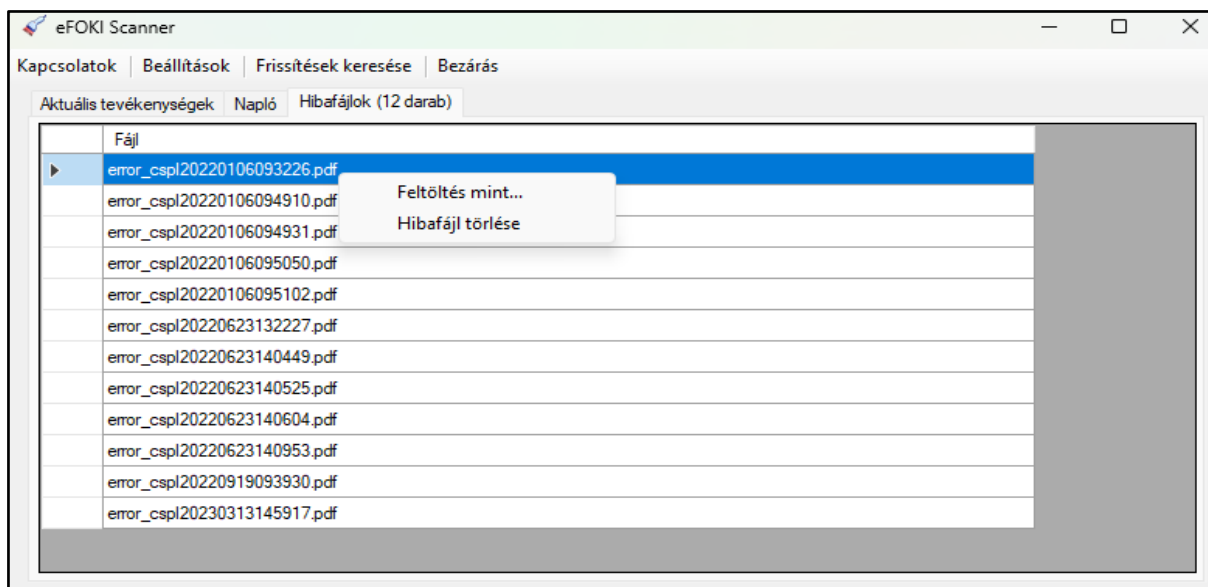 eFOKI Scanner
Kapcsolatok Beállítások Frissítések keresése Bezárás
Aktuális tevékenységek Napló Hibafájlok (12 darab)
Fájl
error_cspl20220106093226.pdf
Feltöltés mint...
error_cspl20220106094910.pdf
Hibafájl törlése
error_cspl20220106094931.pdf
error_cspl20220106095050.pdf
error_cspl20220106095102.pdf
error_cspl20220623132227.pdf
error_cspl20220623140449.pdf
error_cspl20220623140525.pdf
error_cspl20220623140604.pdf
error_cspl20220623140953.pdf
error_cspl20220919093930.pdf
error_cspl20230313145917.pdf